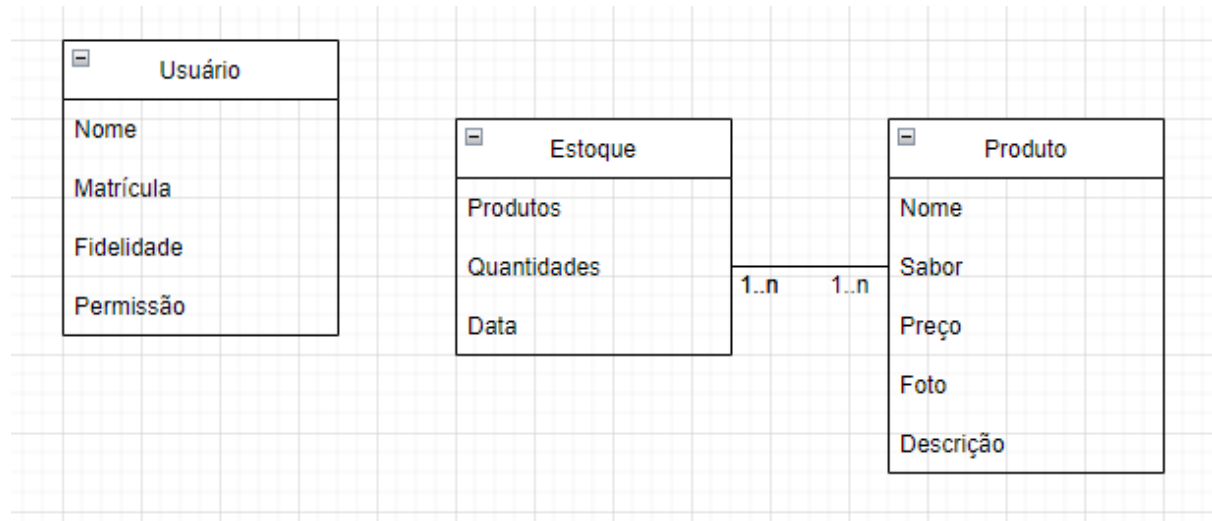 Usuário
Nome
Matrícula
Fidelidade
Permissão
Estoque
Produtos
Quantidades
Data
1..n
1..n
Produto
Nome
Sabor
Preço
Foto
Descrição